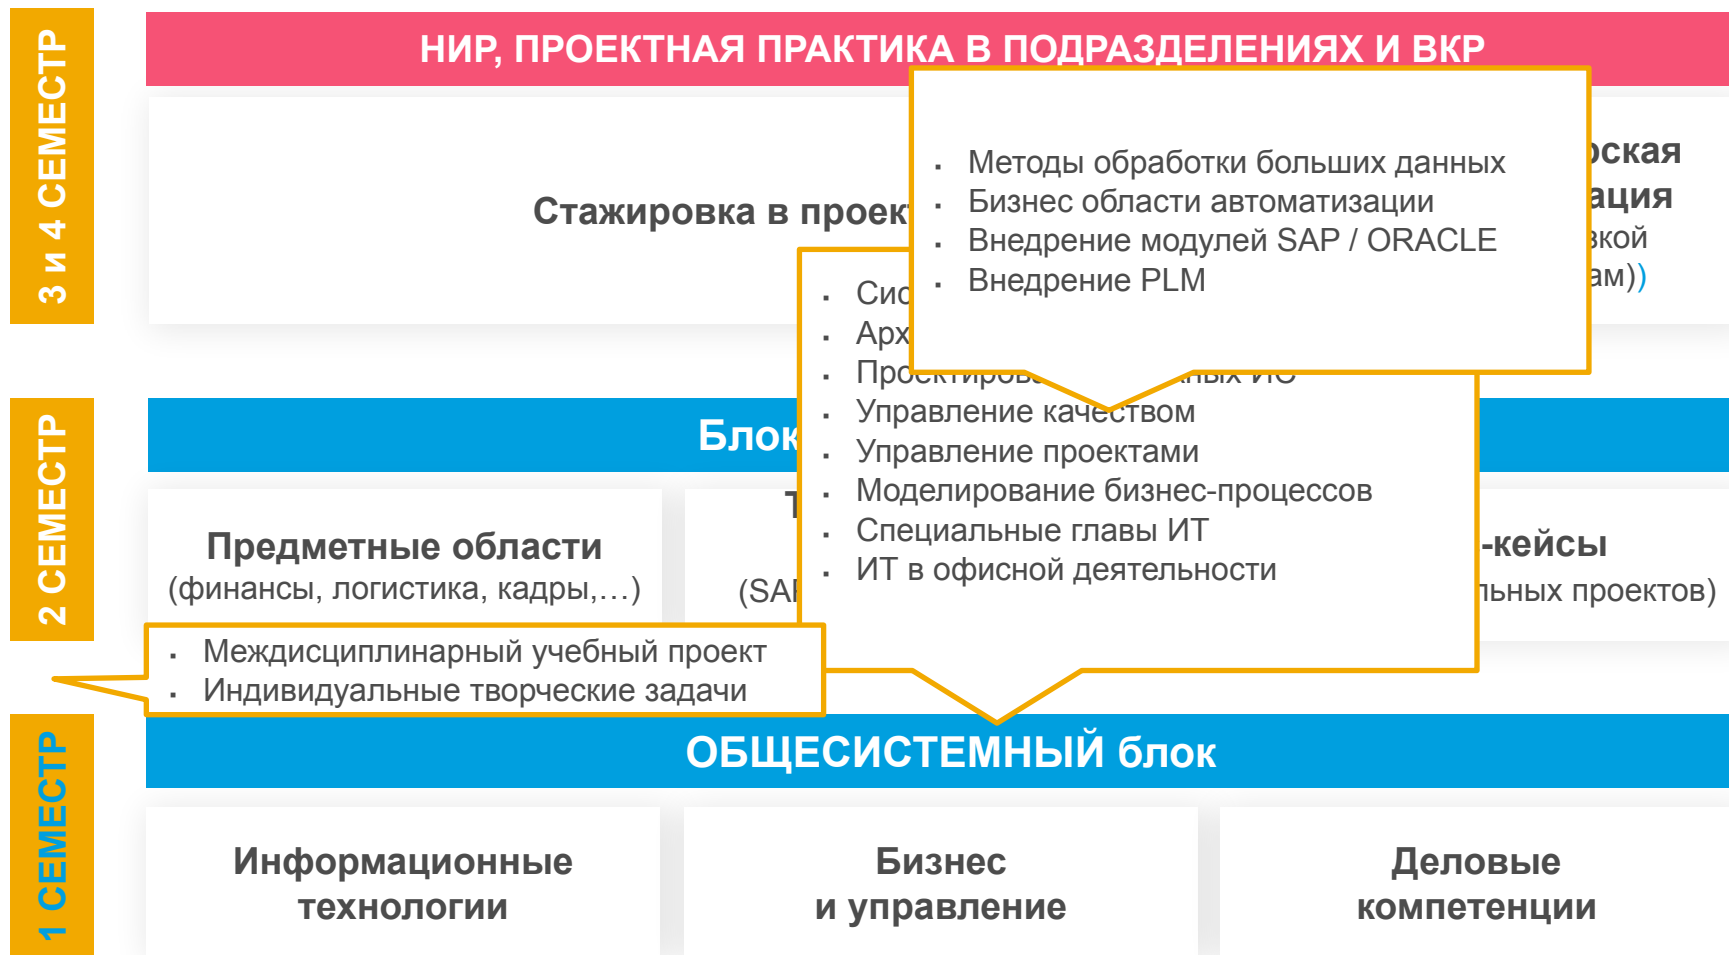 3 и 4 СЕМЕСТР
НИР, ПРОЕКТНАЯ ПРАКТИКА В ПОДРАЗДЕЛЕНИЯХ И ВКР
Стажировка в
▪ Методы обработки больших данных
▪ Бизнес области автоматизации
▪ Внедрение модулей SAP / ORACLE
▪ Внедрение PLM
2 СЕМЕСТР
Блок
▪ Управление качеством
▪ Управление проектами
▪ Моделирование бизнес-процессов
▪ Специальные главы ИТ
▪ ИТ в офисной деятельности
Предметные области
(финансы, логистика, кадры,…)
-кейсы
проектов)
▪ Междисциплинарный учебный проект
▪ Индивидуальные творческие задачи
1 СЕМЕСТР
ОБЩЕСИСТЕМНЫЙ блок
Информационные
технологии
Бизнес
и управление
Деловые
компетенции